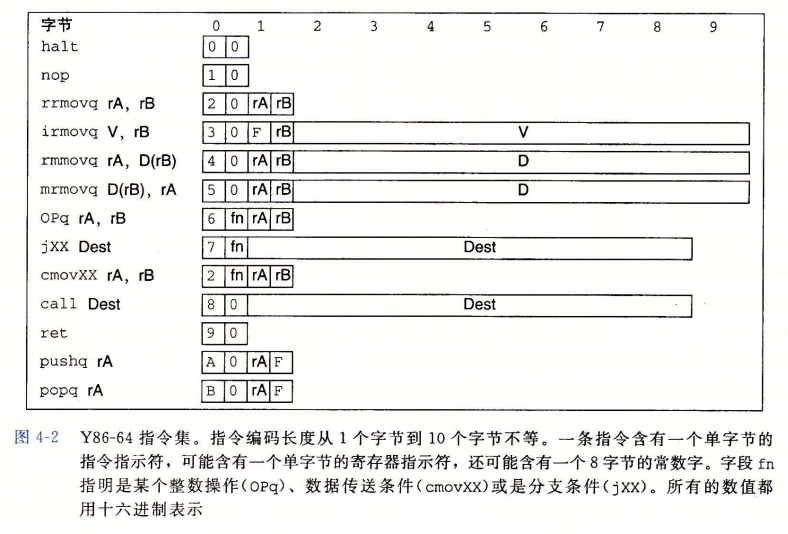 字节 0 1 2 3 4 5 6 7 8 9
halt 0 0
nop 1 0
rrmovq rA, rB 2 0 rA rB
irmovq V, rB 3 0 F rB V
rmmovq rA, D(rB) 4 0 rA rB D
mrmovq D(rB), rA 5 0 rA rB D
OPq rA, rB 6 fn rA rB
jXX Dest 7 fn Dest
cmovXX rA, rB 2 fn rA rB
call Dest 8 0 Dest
ret 9 0
pushq rA A 0 rA F
popq rA B 0 rA F
图 4-2 Y86-64 指令集。指令编码长度从 1 个字节到 10 个字节不等。一条指令含有一个单字节的
指令指示符，可能含有一个单字节的寄存器指示符，还可能含有一个 8 字节的常数字。字段 fn
指明是某个整数操作(OPq)、数据传送条件(cmovXX)或是分支条件(jXX)。所有的数值都
用十六进制表示